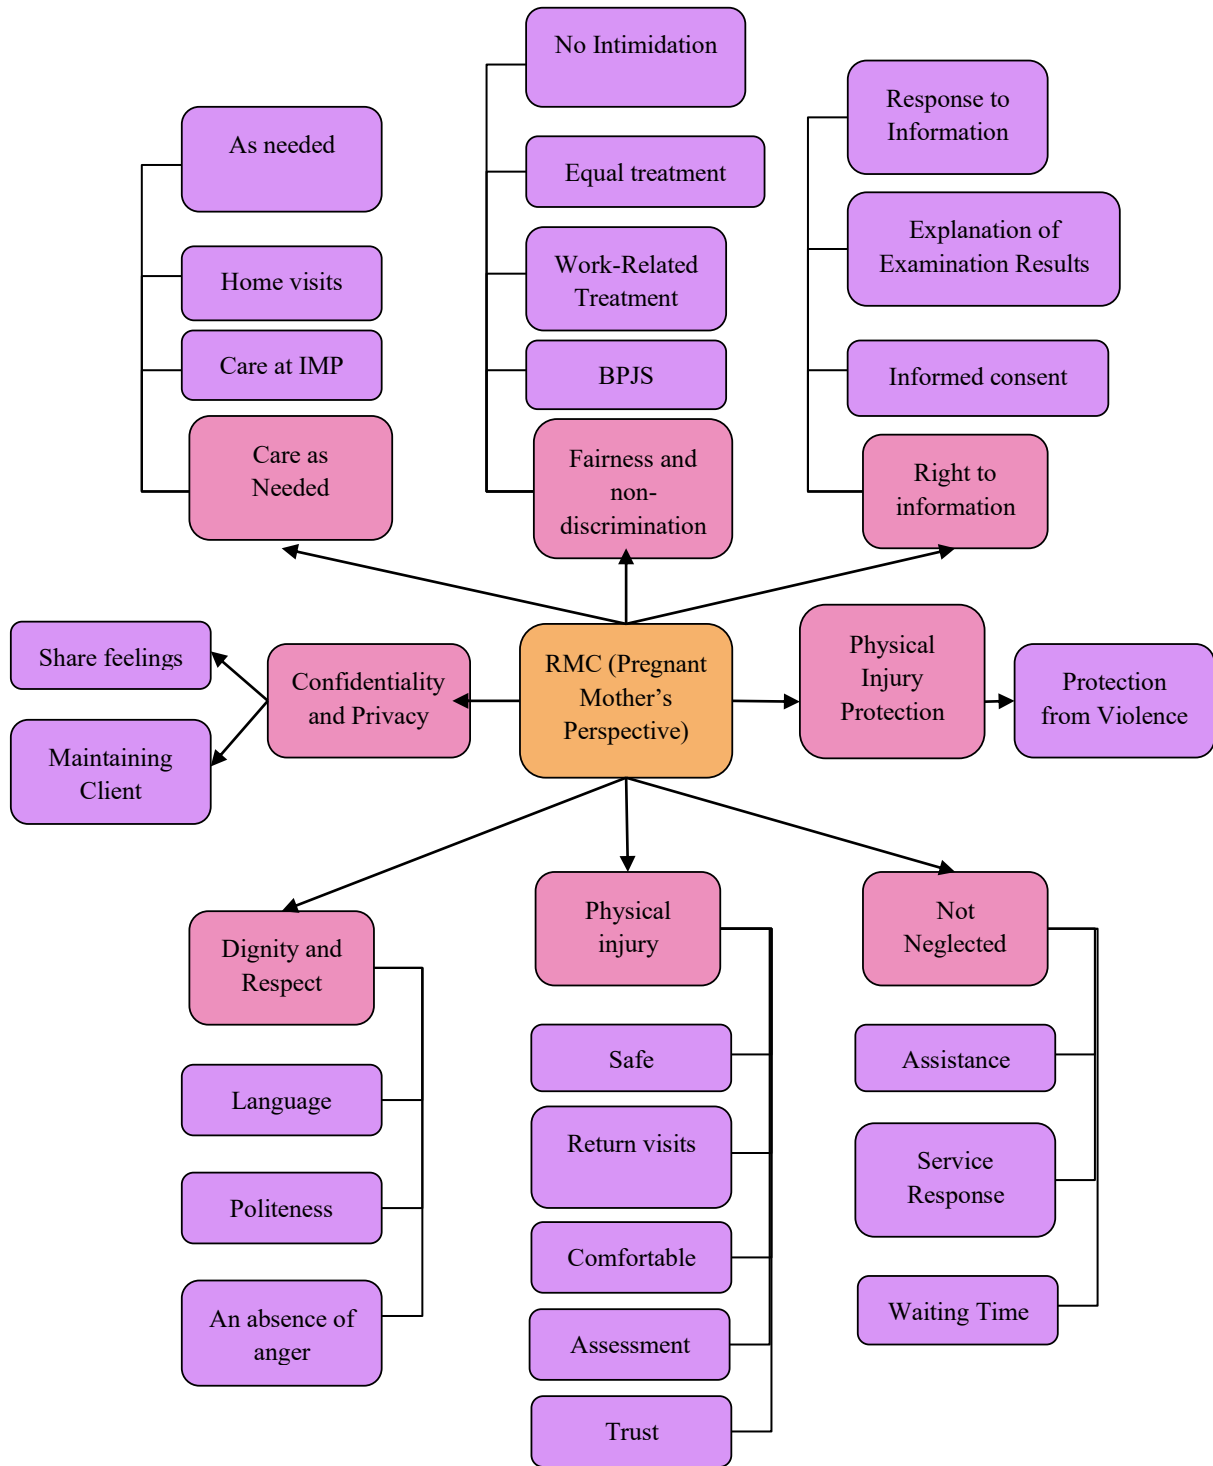 No Intimidation
Response to
Information
As needed
Equal treatment
Explanation of
Examination Results
Work-Related
Treatment
Home visits
Care at IMP
BPJS
Informed consent
Care as
Needed
Fairness and
non-
discrimination
Right to
information
Share feelings
Maintaining
Client
Confidentiality
and Privacy
RMC (Pregnant
Mother’s
Perspective)
Physical
Injury
Protection
Protection
from Violence
Dignity and
Respect
Physical
injury
Not
Neglected
Language
Politeness
An absence of
anger
Safe
Return visits
Comfortable
Assessment
Trust
Assistance
Service
Response
Waiting Time